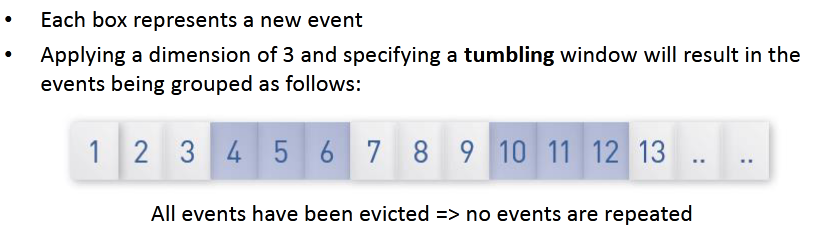 • Each box represents a new event
• Applying a dimension of 3 and specifying a tumbling window will result in the
events being grouped as follows:
1 2 3 4 5 6 7 8 9 10 11 12 13 .. ..
All events have been evicted => no events are repeated